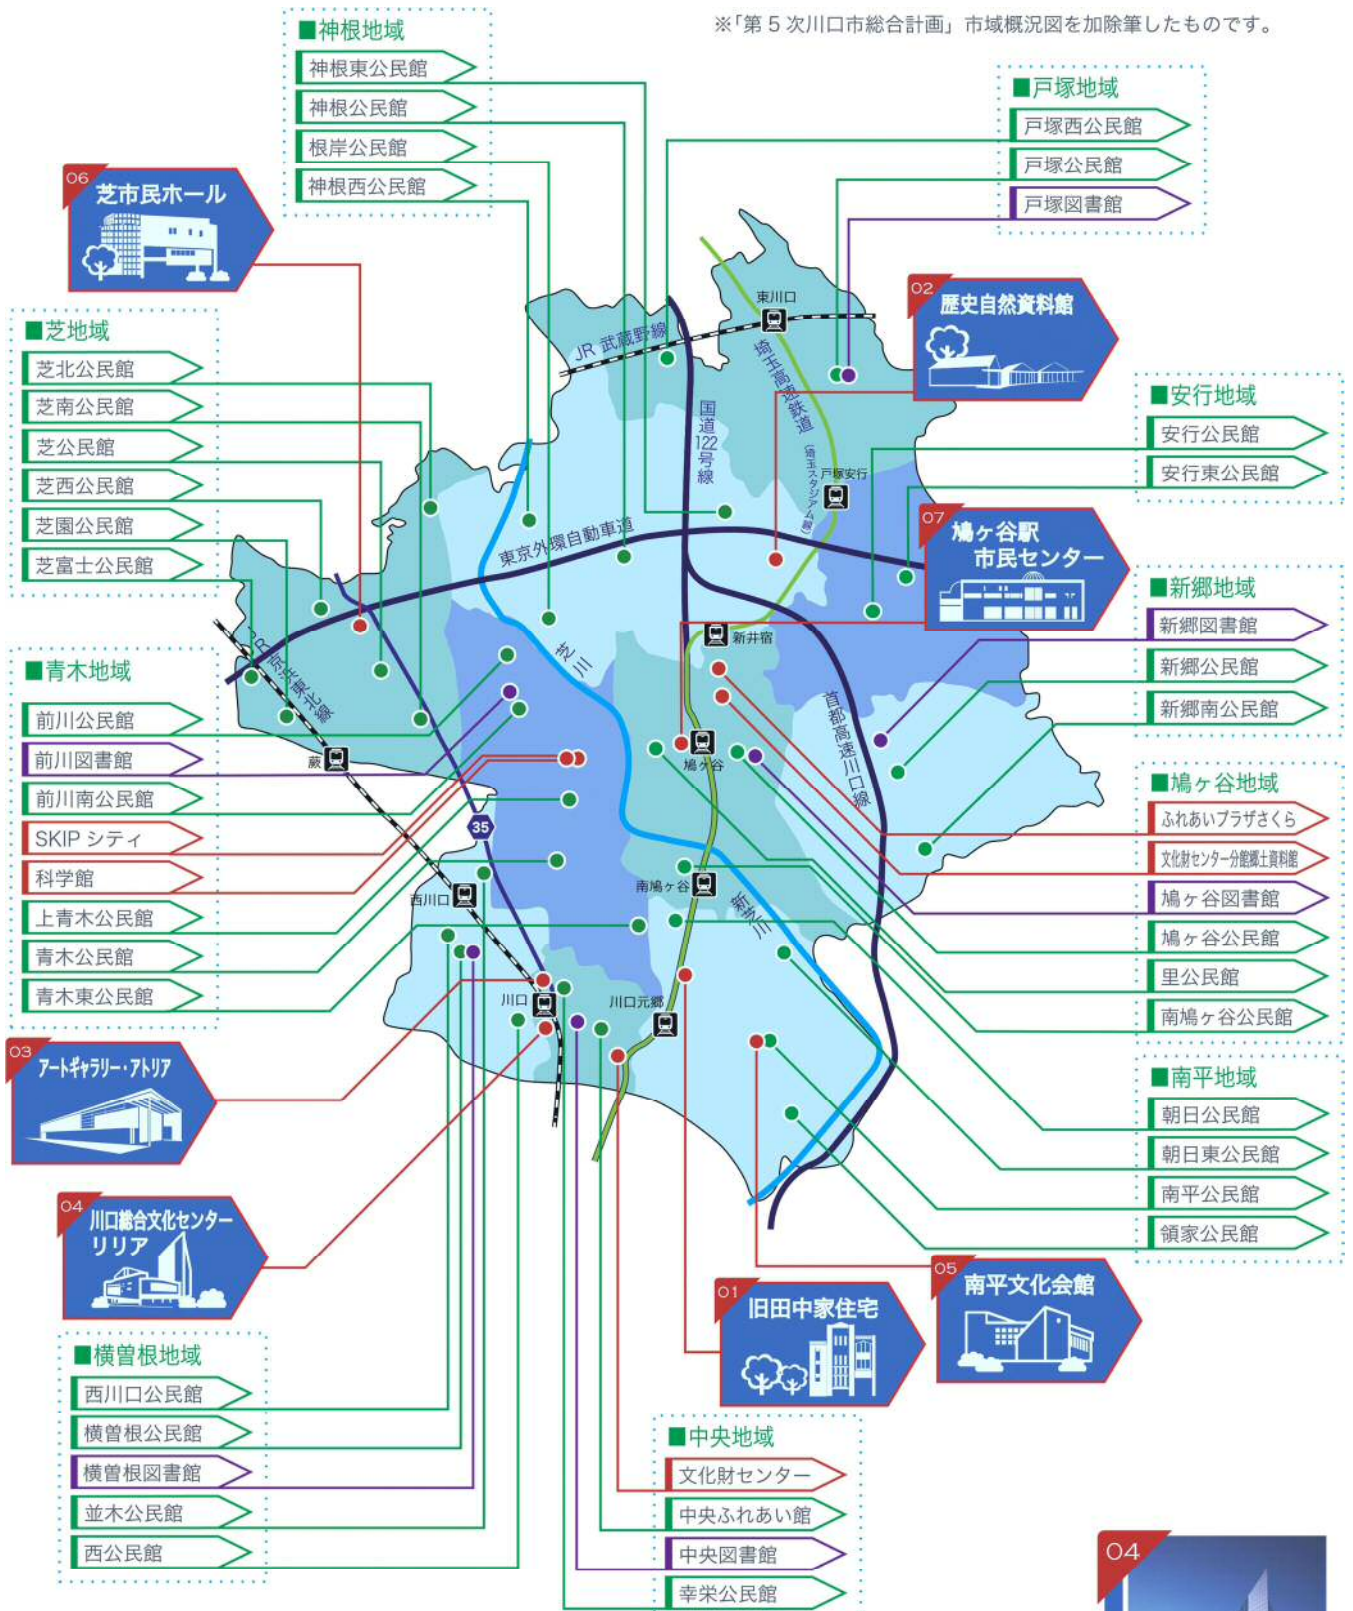 ※「第5次川口市総合計画」市域概況図を加除筆したものです。
■神根地域
神根東公民館
神根公民館
根岸公民館
神根西公民館
■戸塚地域
戸塚西公民館
戸塚公民館
戸塚図書館
06
芝市民ホール
02
歴史自然資料館
■芝地域
芝北公民館
芝南公民館
芝公民館
芝西公民館
芝園公民館
芝富士公民館
■安行地域
安行公民館
安行東公民館
07
鳩ヶ谷駅
市民センター
■新郷地域
新郷図書館
新郷公民館
新郷南公民館
■青木地域
前川公民館
前川図書館
前川南公民館
SKIPシティ
科学館
上青木公民館
青木公民館
青木東公民館
■鳩ヶ谷地域
ふれあいプラザさくら
文化財センター分館郷土資料館
鳩ヶ谷図書館
鳩ヶ谷公民館
里公民館
南鳩ヶ谷公民館
東川口
JR武蔵野線
埼玉高速鉄道
(埼玉スタジアム線)
国道122号線
戸塚安行
東京外環自動車道
新井宿
芝川
JR京浜東北線
蕨
鳩ヶ谷
首都高速川口線
35
西川口
南鳩ヶ谷
新芝川
川口
川口元郷
03
アートギャラリー・アトリア
04
川口総合文化センター
リリア
■南平地域
朝日公民館
朝日東公民館
南平公民館
領家公民館
05
南平文化会館
01
旧田中家住宅
■横曽根地域
西川口公民館
横曽根公民館
横曽根図書館
並木公民館
西公民館
■中央地域
文化財センター
中央ふれあい館
中央図書館
幸栄公民館
04